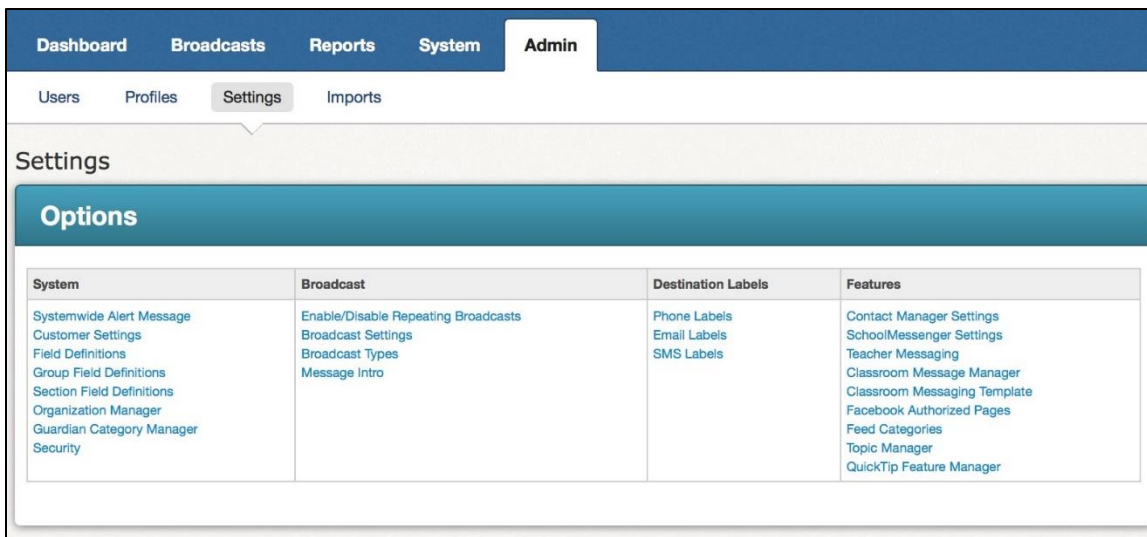 Dashboard Broadcasts Reports System Admin
Users Profiles Settings Imports
Settings
Options
System Broadcast Destination Labels Features
Systemwide Alert Message Enable/Disable Repeating Broadcasts Phone Labels Contact Manager Settings
Customer Settings Broadcast Settings Email Labels SchoolMessenger Settings
Field Definitions Broadcast Types SMS Labels Teacher Messaging
Group Field Definitions Message Intro Classroom Message Manager
Section Field Definitions Classroom Messaging Template
Organization Manager Facebook Authorized Pages
Guardian Category Manager Feed Categories
Security Topic Manager
QuickTip Feature Manager